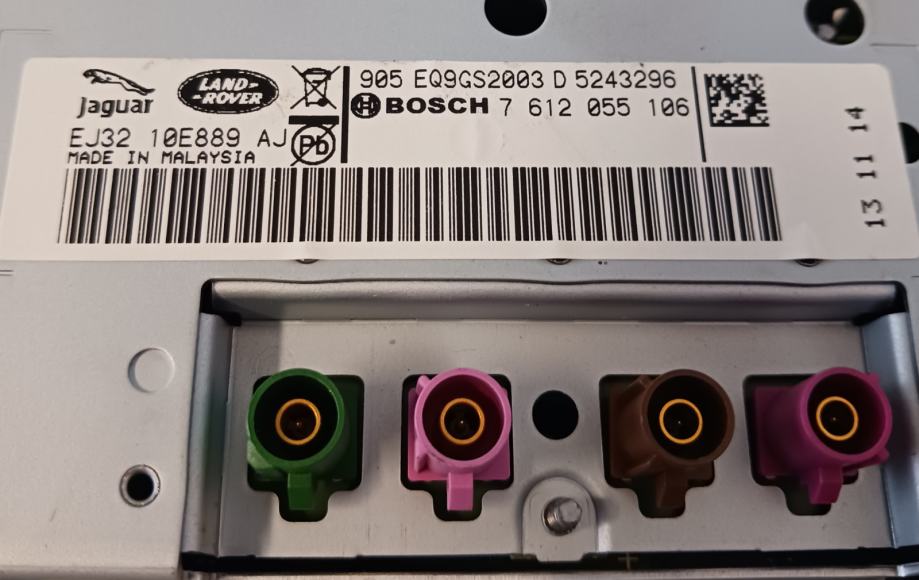 Jaguar
LAND-
-ROVER
905 EQ9GS2003 D 5243296
BOSCH 7 612 055 106
EJ32 10E889 AJ
Pb
MADE IN MALAYSIA
13 11 14